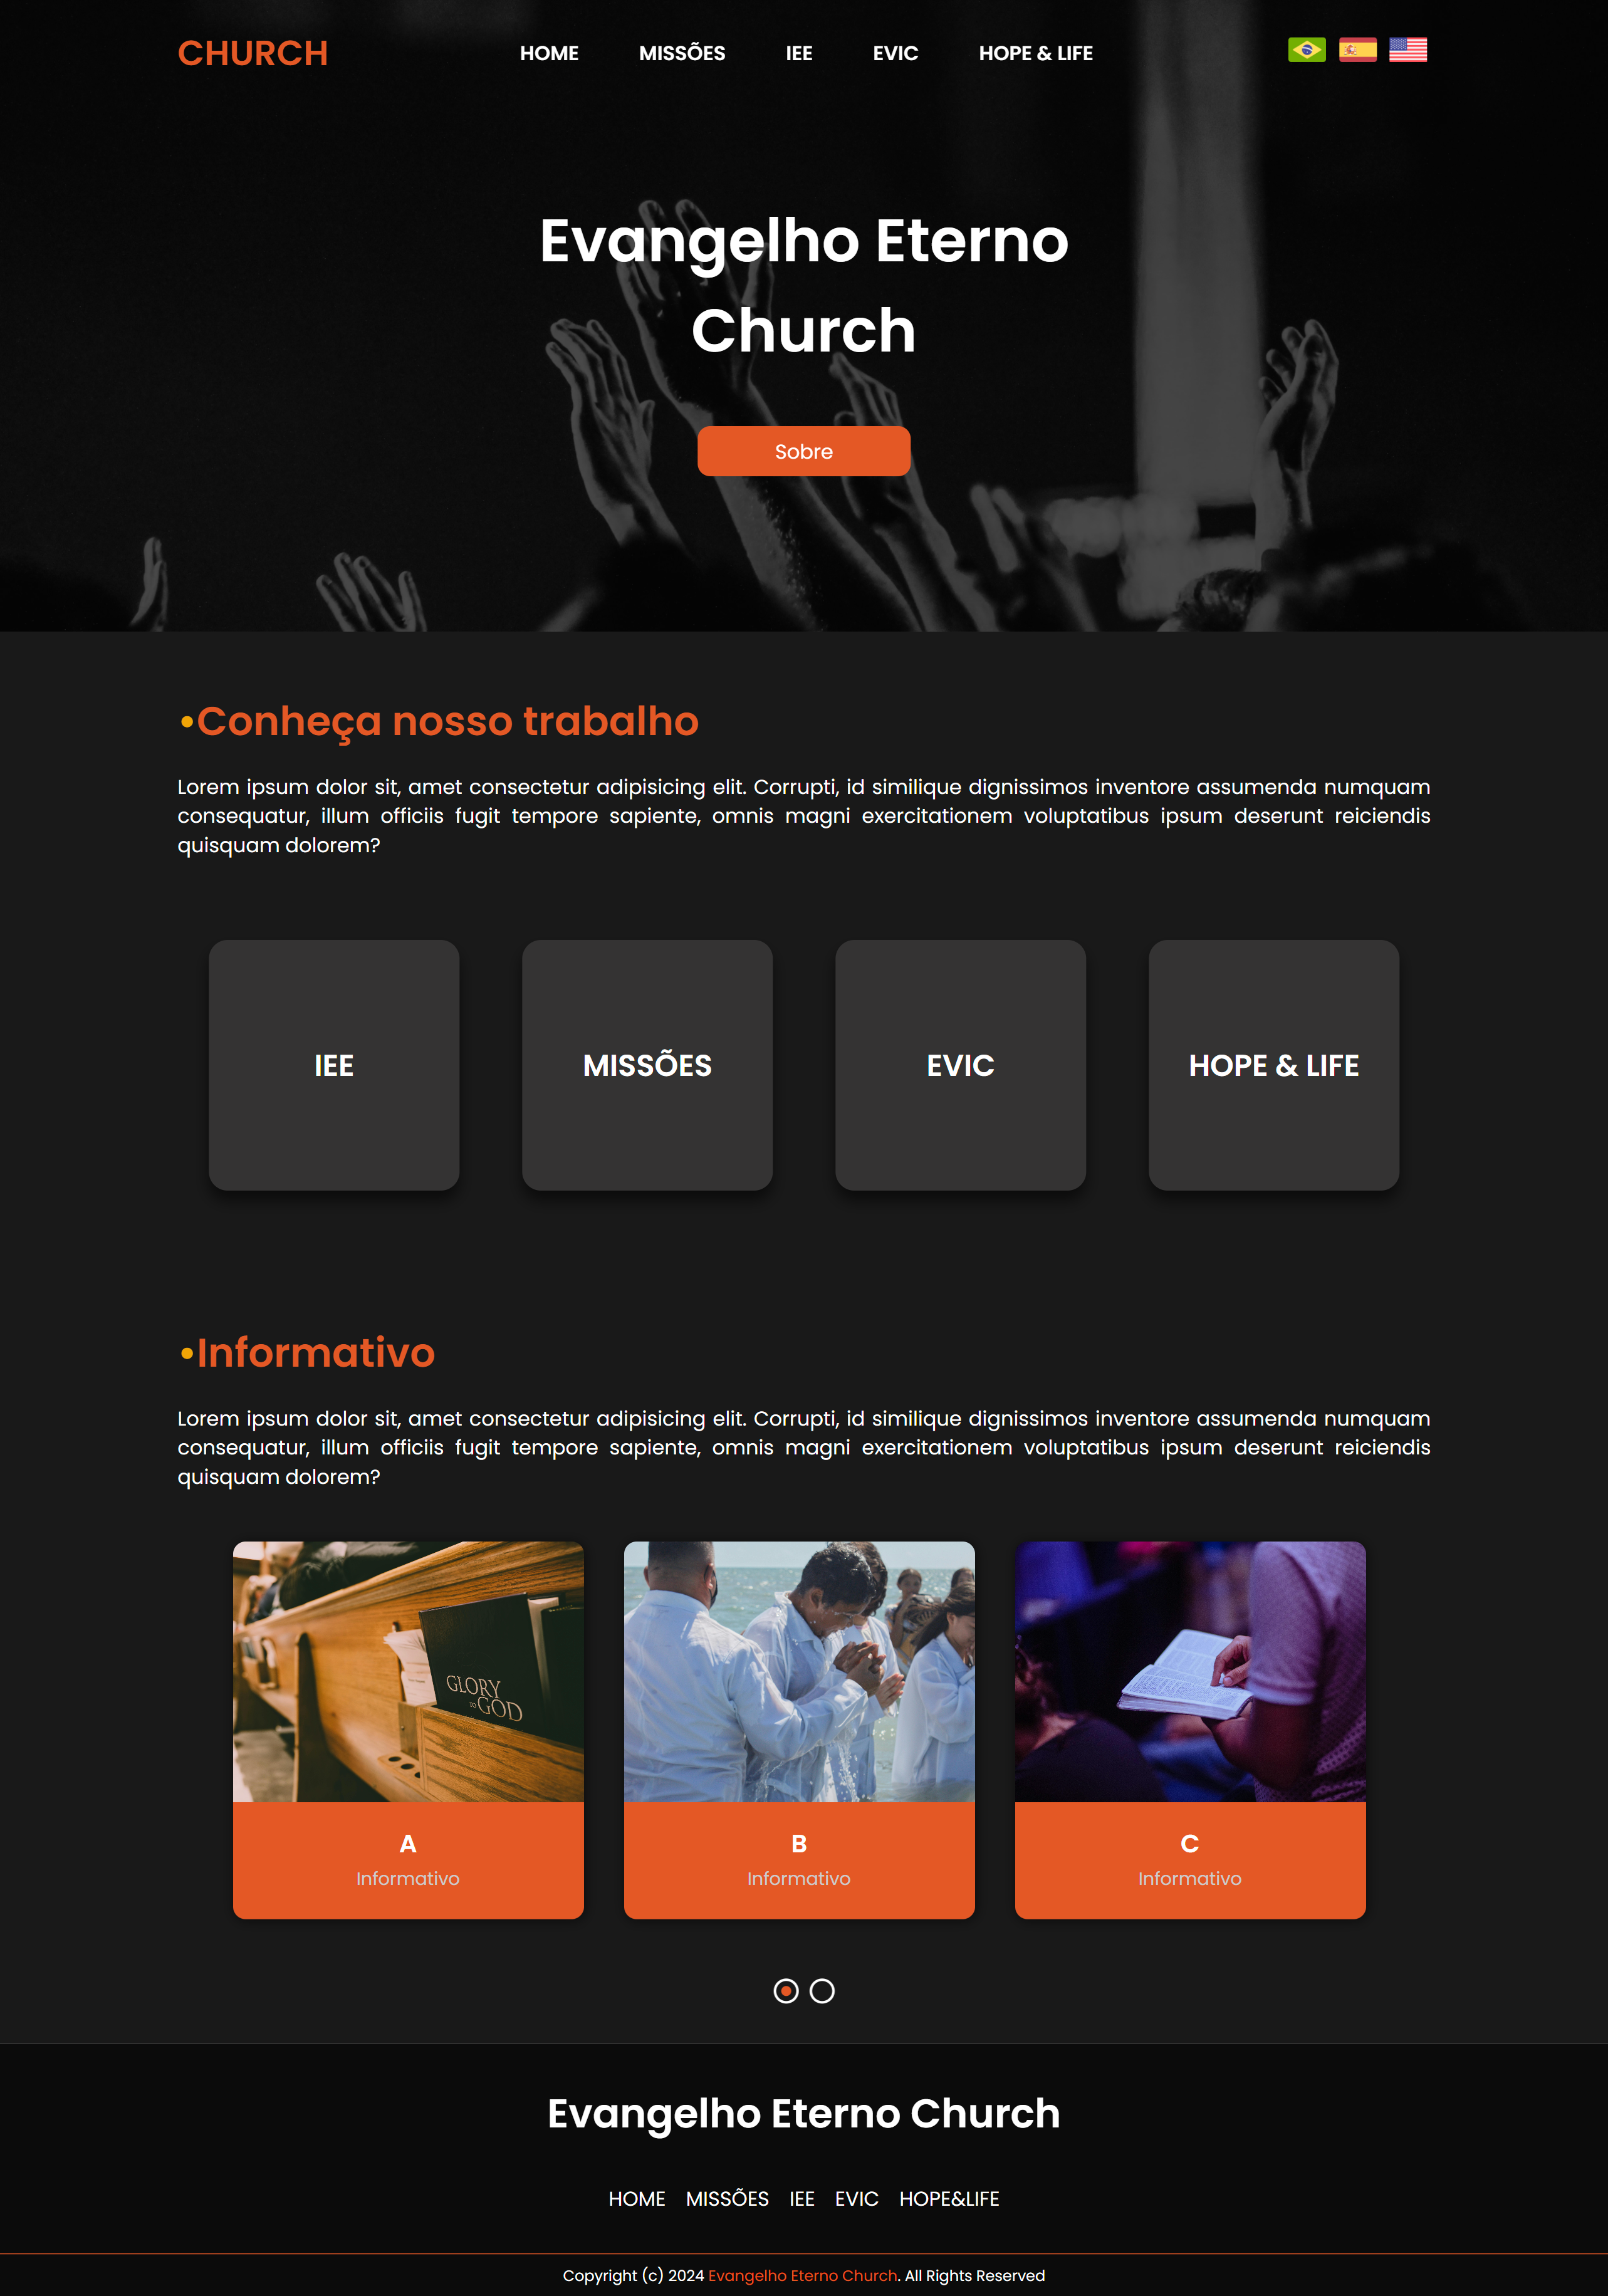 CHURCH
HOME MISSÕES IEE EVIC HOPE & LIFE
Evangelho Eterno
Church
Sobre
•Conheça nosso trabalho
Lorem ipsum dolor sit, amet consectetur adipisicing elit. Corrupti, id similique dignissimos inventore assumenda numquam
consequatur, illum officiis fugit tempore sapiente, omnis magni exercitationem voluptatibus ipsum deserunt reiciendis
quisquam dolorem?
IEE
MISSÕES
EVIC
HOPE & LIFE
•Informativo
Lorem ipsum dolor sit, amet consectetur adipisicing elit. Corrupti, id similique dignissimos inventore assumenda numquam
consequatur, illum officiis fugit tempore sapiente, omnis magni exercitationem voluptatibus ipsum deserunt reiciendis
quisquam dolorem?
GLORY
TO GOD
A
Informativo
B
Informativo
C
Informativo
Evangelho Eterno Church
HOME MISSÕES IEE EVIC HOPE&LIFE
Copyright (c) 2024 Evangelho Eterno Church. All Rights Reserved